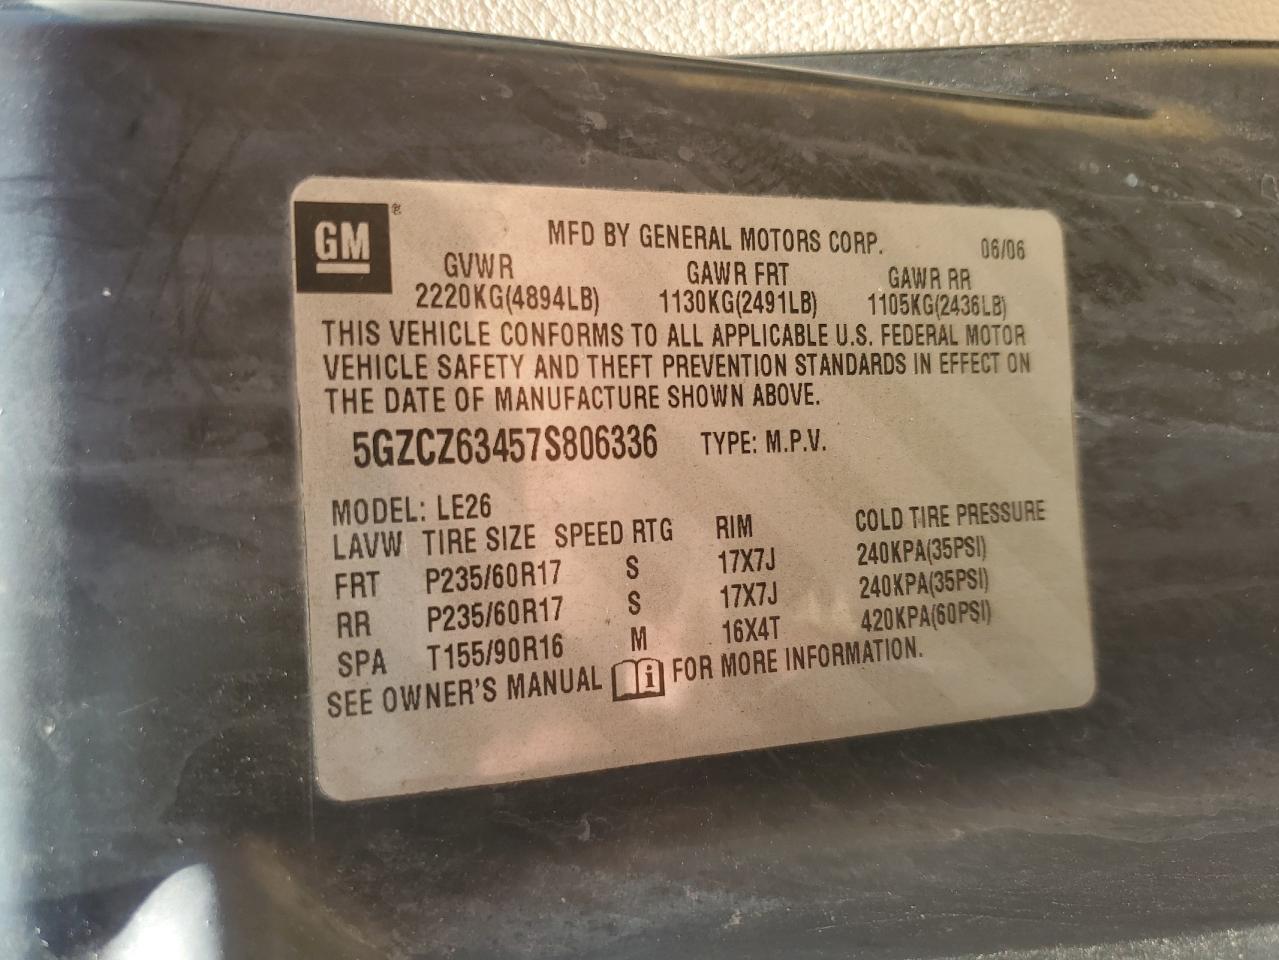 GM ®
MFD BY GENERAL MOTORS CORP. 06/06
GVWR GAWR FRT GAWR RR
2220KG(4894LB) 1130KG(2491LB) 1105KG(2436LB)
THIS VEHICLE CONFORMS TO ALL APPLICABLE U.S. FEDERAL MOTOR
VEHICLE SAFETY AND THEFT PREVENTION STANDARDS IN EFFECT ON
THE DATE OF MANUFACTURE SHOWN ABOVE.
5GZCZ63457S806336 TYPE: M.P.V.
MODEL: LE26
LAVW TIRE SIZE SPEED RTG RIM COLD TIRE PRESSURE
FRT P235/60R17 S 17X7J 240KPA(35PSI)
RR P235/60R17 S 17X7J 240KPA(35PSI)
SPA T155/90R16 M 16X4T 420KPA(60PSI)
SEE OWNER'S MANUAL i FOR MORE INFORMATION.